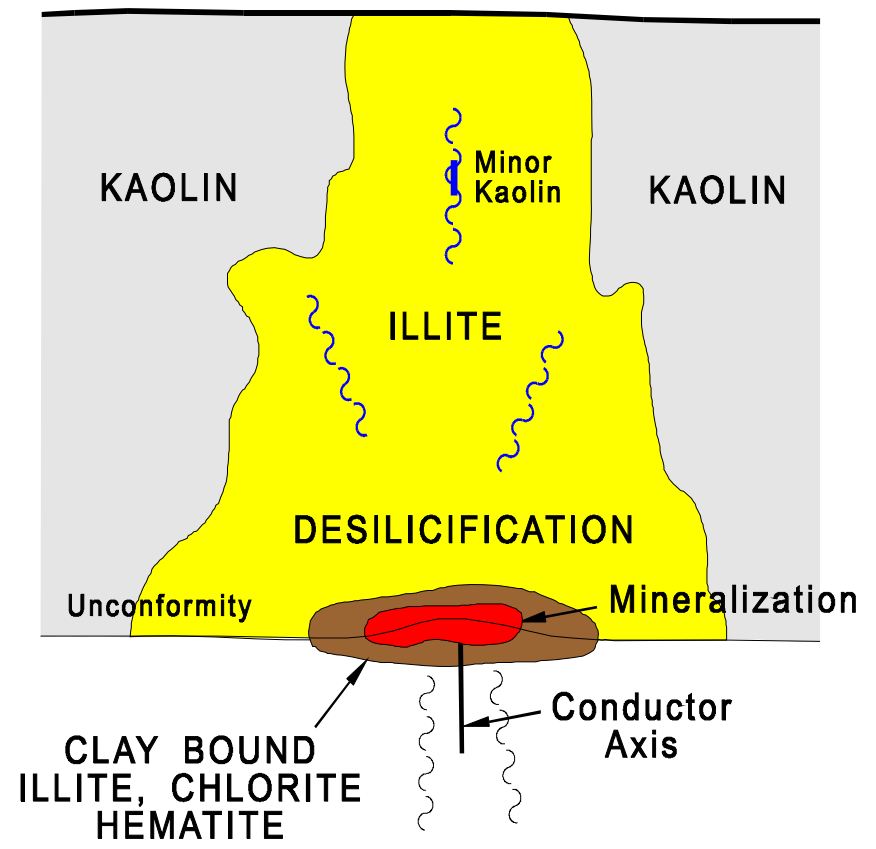 Minor
Kaolin
KAOLIN
KAOLIN
ILLITE
DESILICIFICATION
Unconformity
Mineralization
Conductor
Axis
CLAY BOUND
ILLITE, CHLORITE
HEMATITE